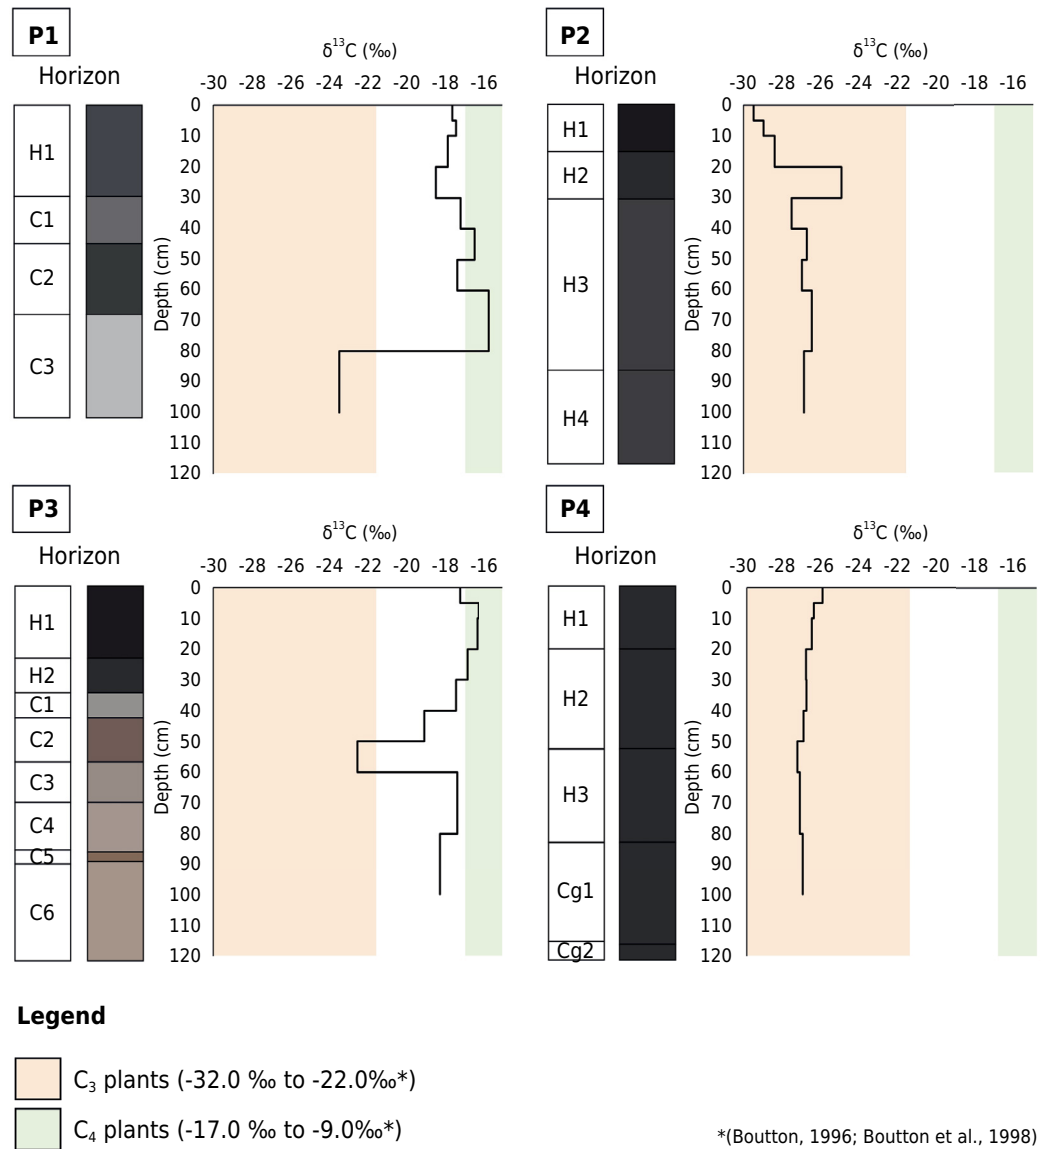 P1
δ¹³C (‰)
Horizon
-30 -28 -26 -24 -22 -20 -18 -16
H1
C1
C2
C3
Depth (cm)
0
10
20
30
40
50
60
70
80
90
100
110
120
P2
δ¹³C (‰)
Horizon
-30 -28 -26 -24 -22 -20 -18 -16
H1
H2
H3
H4
Depth (cm)
0
10
20
30
40
50
60
70
80
90
100
110
120
P3
δ¹³C (‰)
Horizon
-30 -28 -26 -24 -22 -20 -18 -16
H1
H2
C1
C2
C3
C4
C5
C6
Depth (cm)
0
10
20
30
40
50
60
70
80
90
100
110
120
P4
δ¹³C (‰)
Horizon
-30 -28 -26 -24 -22 -20 -18 -16
H1
H2
H3
Cg1
Cg2
Depth (cm)
0
10
20
30
40
50
60
70
80
90
100
110
120
Legend
C₃ plants (-32.0 ‰ to -22.0‰*)
C₄ plants (-17.0 ‰ to -9.0‰*)
*(Boutton, 1996; Boutton et al., 1998)